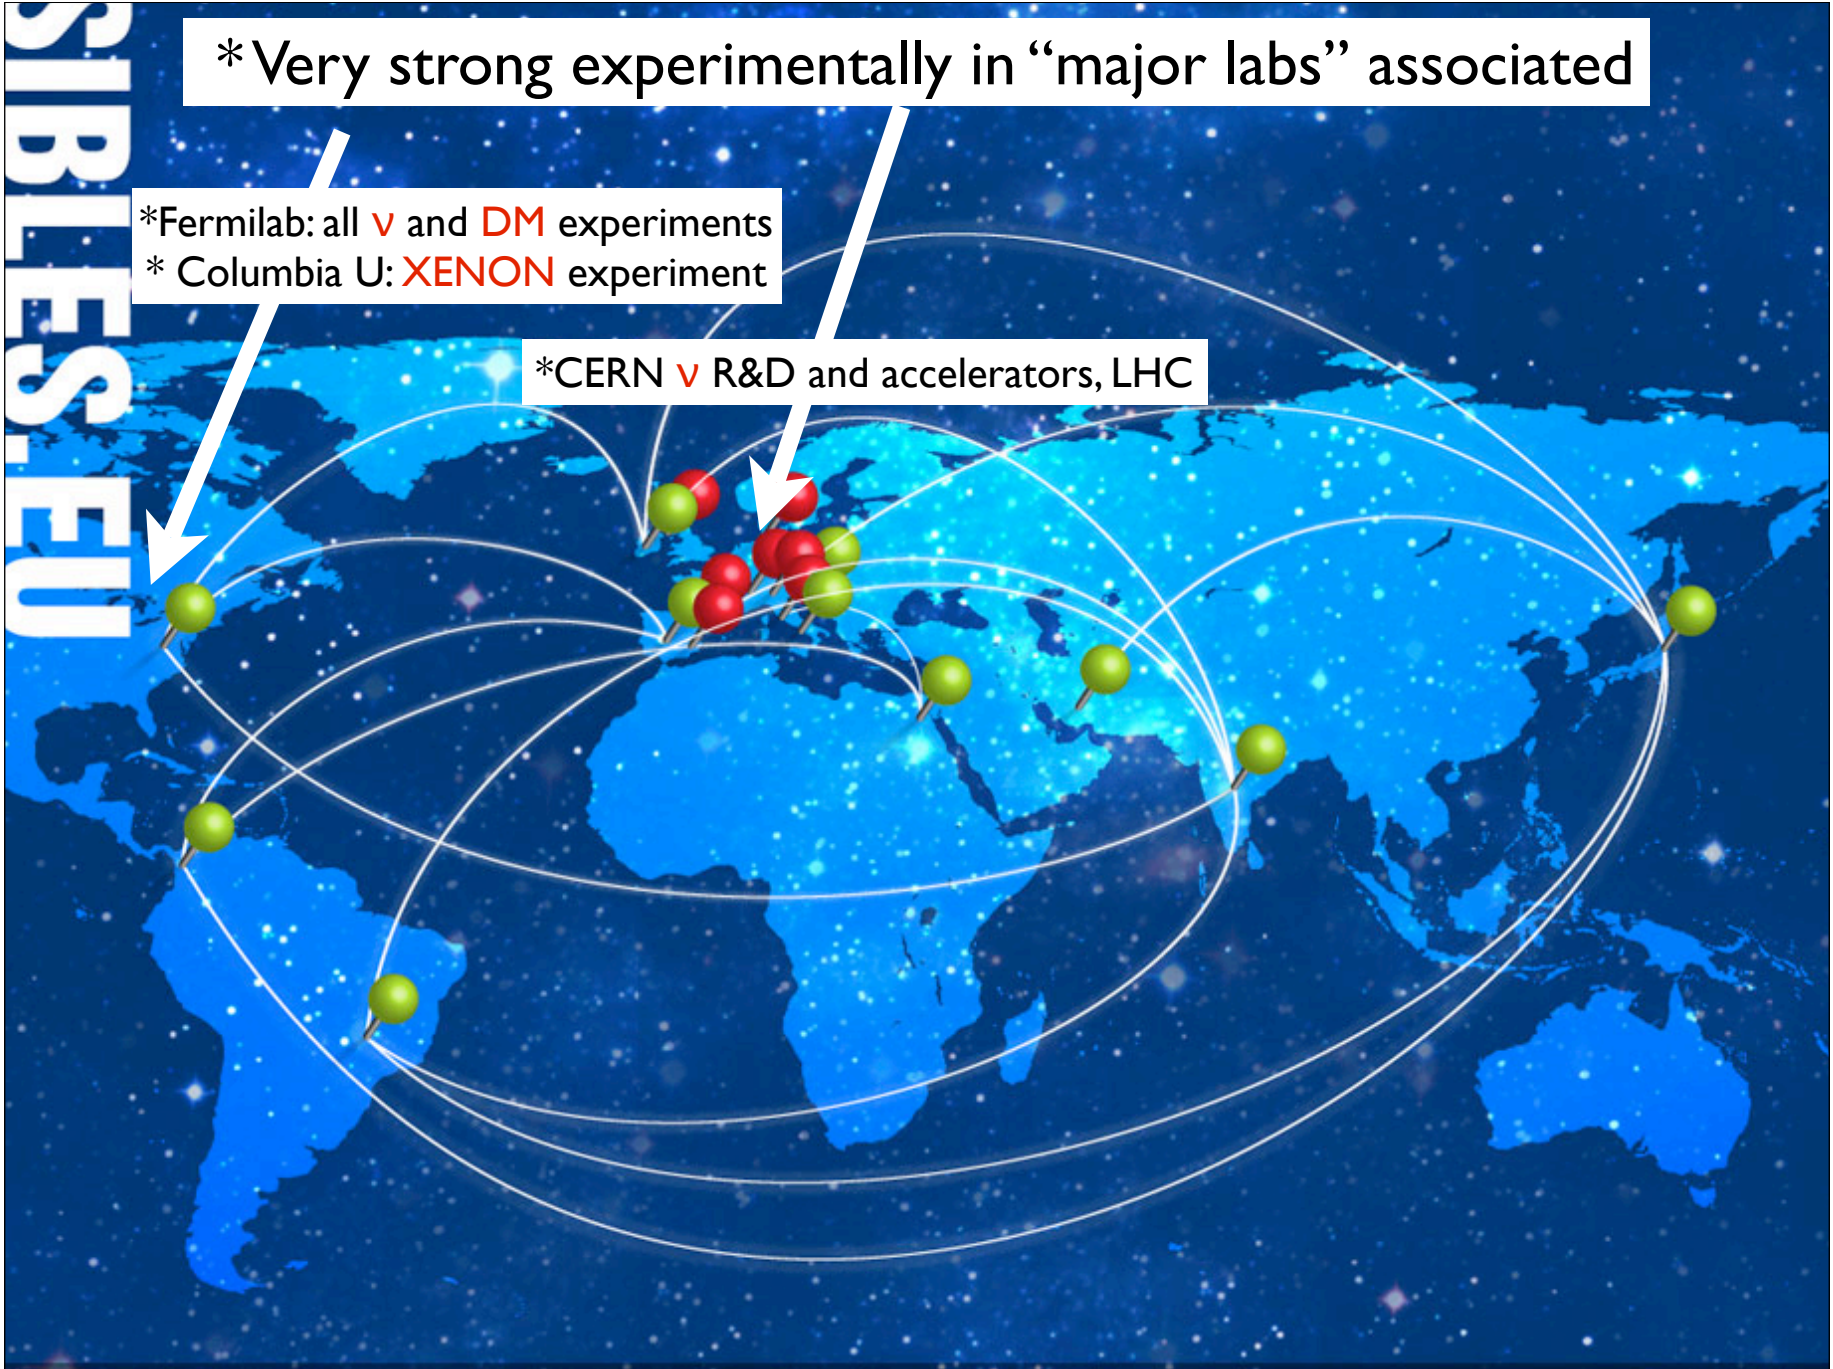 * Very strong experimentally in “major labs” associated
*Fermilab: all ν and DM experiments
* Columbia U: XENON experiment
*CERN ν R&D and accelerators, LHC
SIBLES.EU